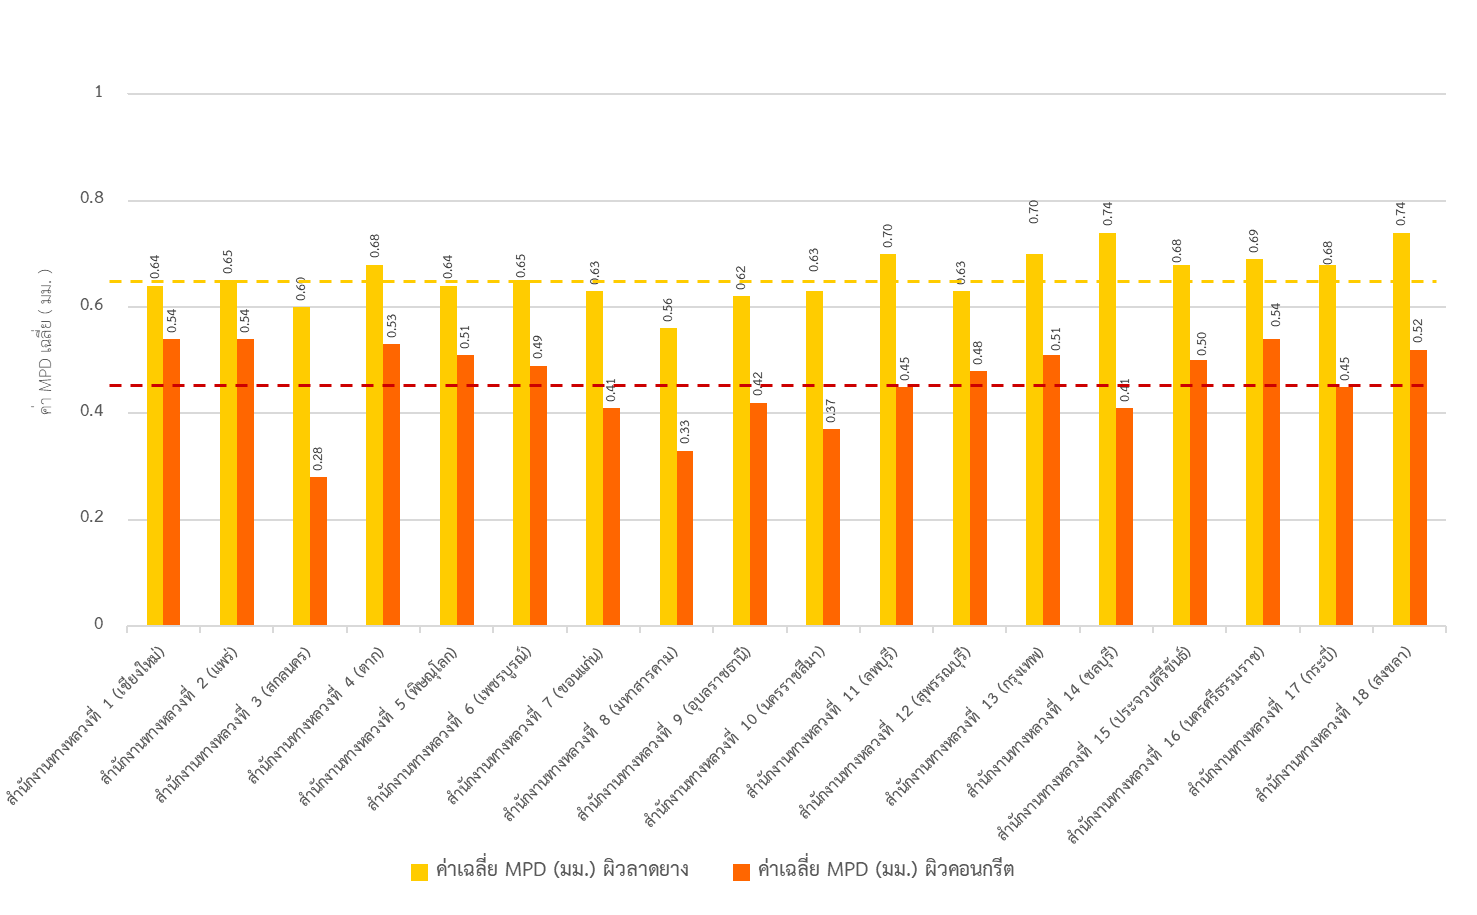 ค่า MPD เฉลี่ย ( มม. )
1
0.8
0.6
0.4
0.2
0
0.64
0.54
0.65
0.54
0.60
0.28
0.68
0.53
0.64
0.51
0.65
0.49
0.63
0.41
0.56
0.33
0.62
0.42
0.63
0.37
0.70
0.45
0.63
0.48
0.70
0.51
0.74
0.41
0.68
0.50
0.69
0.54
0.68
0.45
0.74
0.52
สำนักงานทางหลวงที่ 1 (เชียงใหม่)
สำนักงานทางหลวงที่ 2 (แพร่)
สำนักงานทางหลวงที่ 3 (สกลนคร)
สำนักงานทางหลวงที่ 4 (ตาก)
สำนักงานทางหลวงที่ 5 (พิษณุโลก)
สำนักงานทางหลวงที่ 6 (เพชรบูรณ์)
สำนักงานทางหลวงที่ 7 (ขอนแก่น)
สำนักงานทางหลวงที่ 8 (มหาสารคาม)
สำนักงานทางหลวงที่ 9 (อุบลราชธานี)
สำนักงานทางหลวงที่ 10 (นครราชสีมา)
สำนักงานทางหลวงที่ 11 (ลพบุรี)
สำนักงานทางหลวงที่ 12 (สุพรรณบุรี)
สำนักงานทางหลวงที่ 13 (กรุงเทพ)
สำนักงานทางหลวงที่ 14 (ชลบุรี)
สำนักงานทางหลวงที่ 15 (ประจวบคีรีขันธ์)
สำนักงานทางหลวงที่ 16 (นครศรีธรรมราช)
สำนักงานทางหลวงที่ 17 (กระบี่)
สำนักงานทางหลวงที่ 18 (สงขลา)
ค่าเฉลี่ย MPD (มม.) ผิวลาดยาง
ค่าเฉลี่ย MPD (มม.) ผิวคอนกรีต